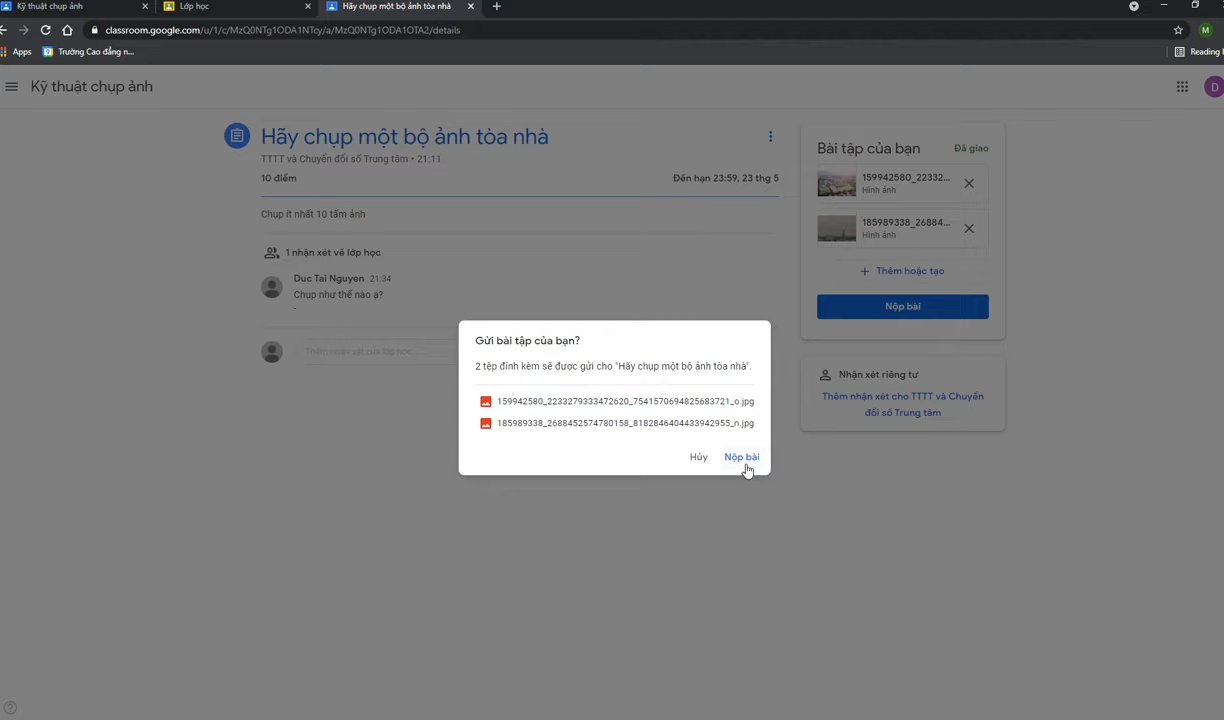 Kỹ thuật chụp ảnh
Lớp học
Hãy chụp một bộ ảnh tòa nhà
classroom.google.com/u/1/c/MzQ0NTg1ODA1NTcy/a/MzQ0NTg1ODA1OTA2/details
M
Apps
Trường Cao đẳng n...
Reading
Kỹ thuật chụp ảnh
D
Hãy chụp một bộ ảnh tòa nhà
TTTT và Chuyển đổi số Trung tâm • 21:11
10 điểm
Đến hạn 23:59, 23 thg 5
Chụp ít nhất 10 tấm ảnh
1 nhận xét về lớp học
Duc Tai Nguyen 21:34
Chụp như thế nào ạ?
-
Thêm nhận xét của lớp học...
Bài tập của bạn
Đã giao
159942580_22332...
Hình ảnh
185989338_26884...
Hình ảnh
+ Thêm hoặc tạo
Nộp bài
Nhận xét riêng tư
Thêm nhận xét cho TTTT và Chuyển
đổi số Trung tâm
Gửi bài tập của bạn?
2 tệp đính kèm sẽ được gửi cho "Hãy chụp một bộ ảnh tòa nhà".
159942580_2233279333472620_7541570694825683721_o.jpg
185989338_2688452574780158_8182846404433942955_n.jpg
Hủy
Nộp bài